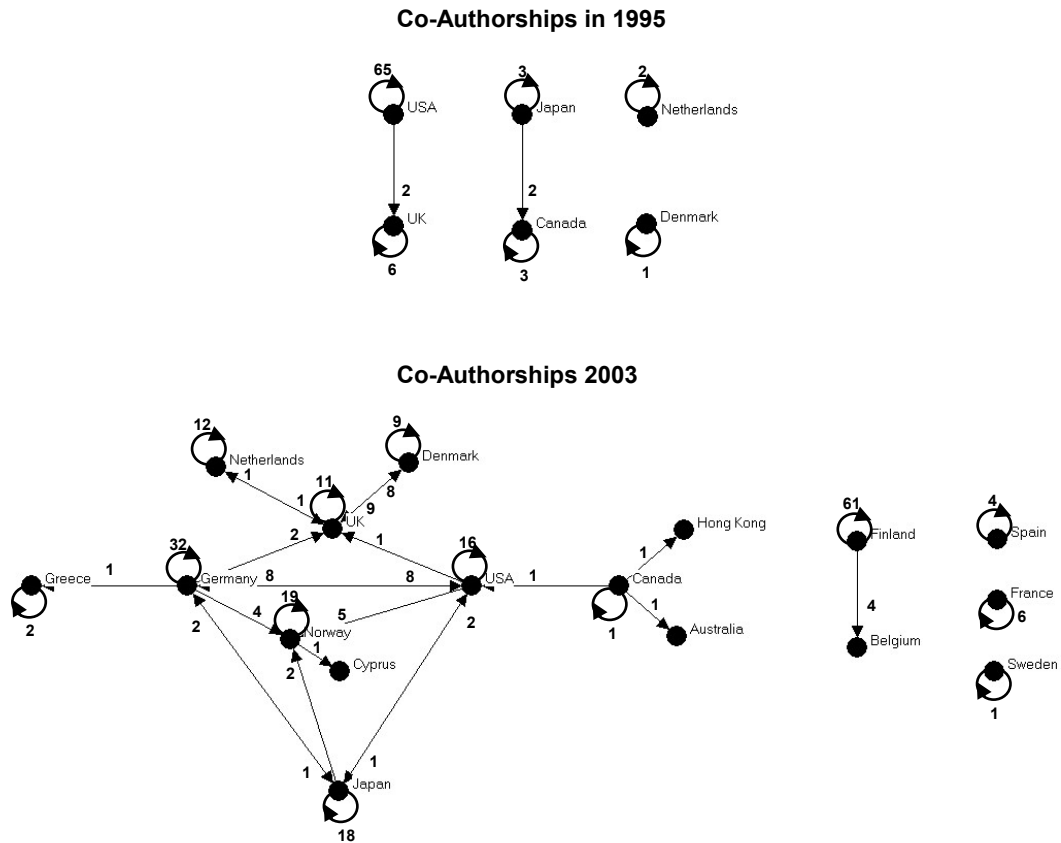 Co-Authorships in 1995
65 3 2
USA Japan Netherlands
2 2
UK Canada Denmark
6 3 1
Co-Authorships 2003
12 9
Netherlands Denmark
1 11 8
1 9
UK
61 4
Hong Kong Finland Spain
32 2 1 16 1
Greece 1 Germany 8 8 USA 1 Canada France
19
2 2 4 5 2 1 1 4 6
Norway Australia
1 Belgium
2 Cyprus Sweden
1
1 1
Japan
18